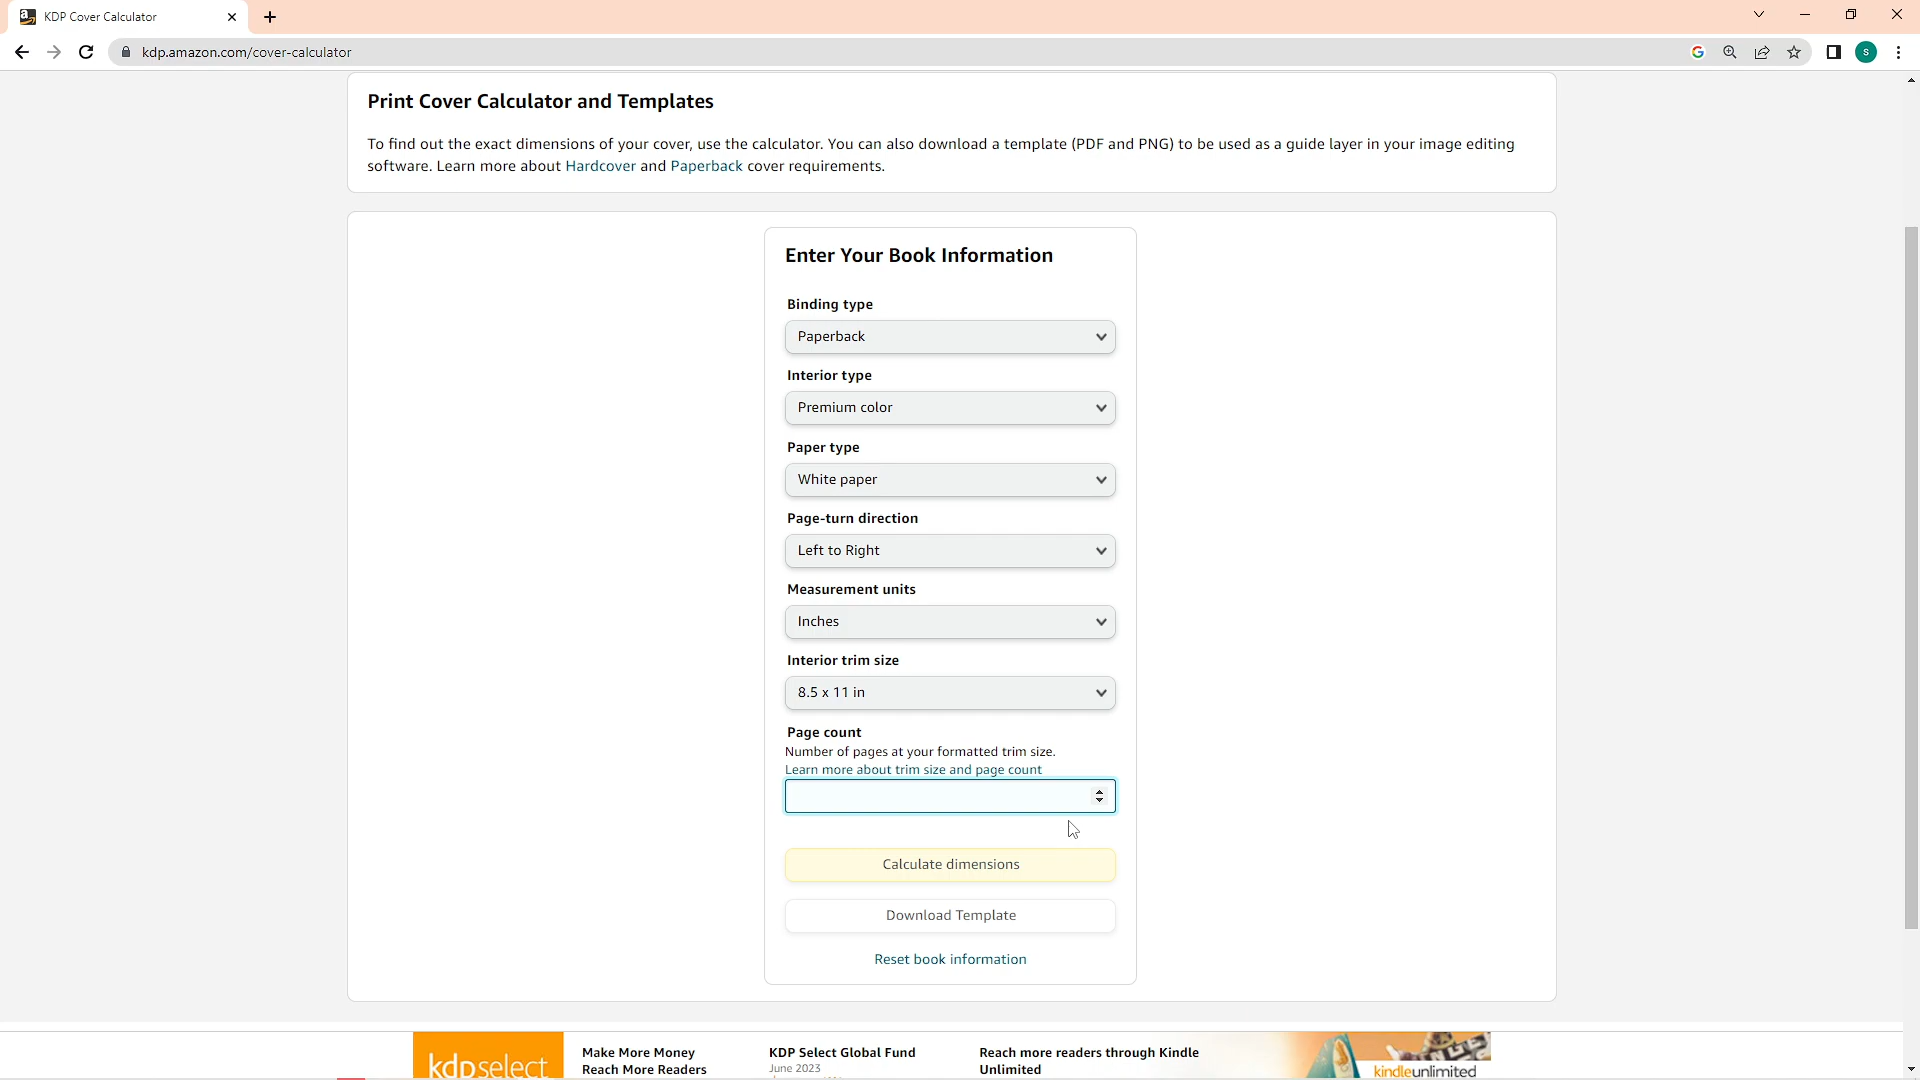 KDP Cover Calculator
kdp.amazon.com/cover-calculator
S
Print Cover Calculator and Templates
To find out the exact dimensions of your cover, use the calculator. You can also download a template (PDF and PNG) to be used as a guide layer in your image editing
software. Learn more about Hardcover and Paperback cover requirements.
Enter Your Book Information
Binding type
Paperback
Interior type
Premium color
Paper type
White paper
Page-turn direction
Left to Right
Measurement units
Inches
Interior trim size
8.5 x 11 in
Page count
Number of pages at your formatted trim size.
Learn more about trim size and page count
Calculate dimensions
Download Template
Reset book information
kdpselect
Make More Money
Reach More Readers
KDP Select Global Fund
June 2023
Reach more readers through Kindle
Unlimited
kindleunlimited